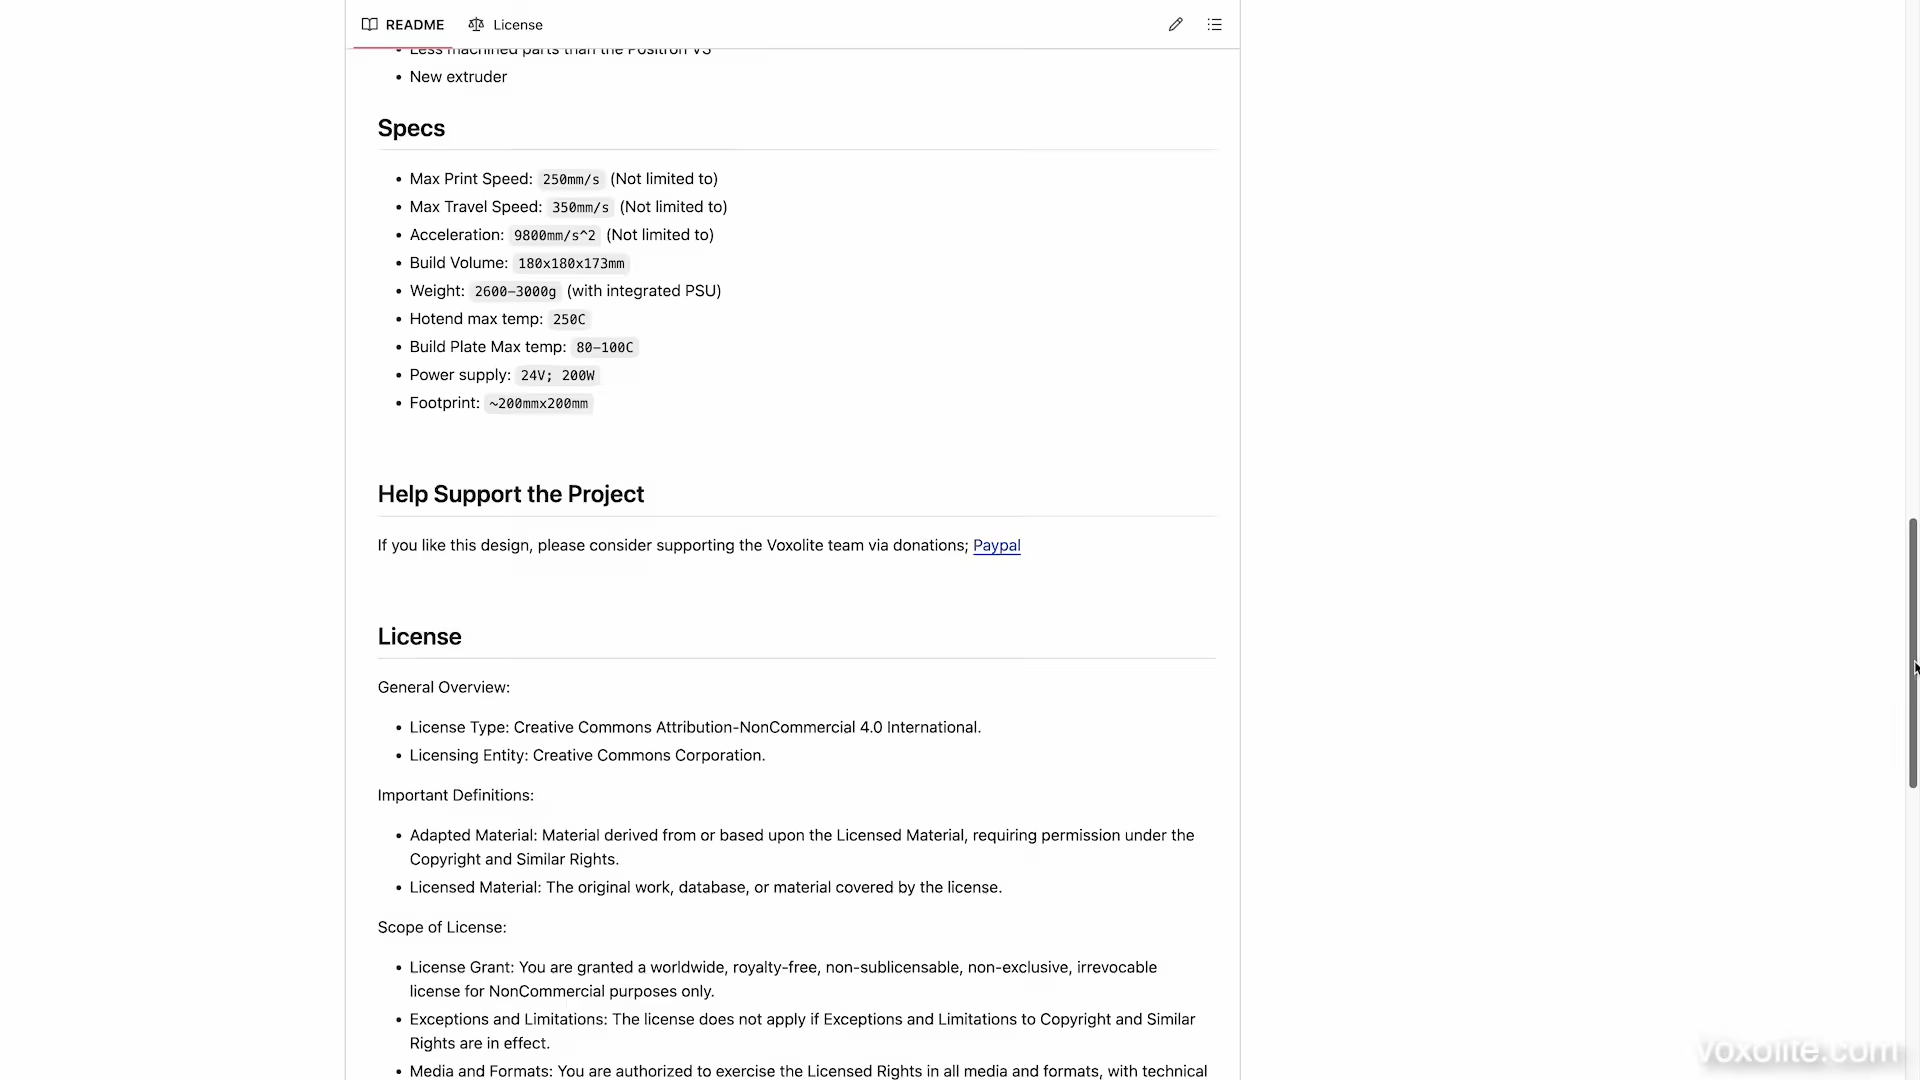 README License
Less machined parts than the Positron V3
New extruder
Specs
Max Print Speed: 250mm/s (Not limited to)
Max Travel Speed: 350mm/s (Not limited to)
Acceleration: 9800mm/s^2 (Not limited to)
Build Volume: 180x180x173mm
Weight: 2600-3000g (with integrated PSU)
Hotend max temp: 250C
Build Plate Max temp: 80-100C
Power supply: 24V; 200W
Footprint: ~200mmx200mm
Help Support the Project
If you like this design, please consider supporting the Voxolite team via donations; Paypal
License
General Overview:
License Type: Creative Commons Attribution-NonCommercial 4.0 International.
Licensing Entity: Creative Commons Corporation.
Important Definitions:
Adapted Material: Material derived from or based upon the Licensed Material, requiring permission under the
Copyright and Similar Rights.
Licensed Material: The original work, database, or material covered by the license.
Scope of License:
License Grant: You are granted a worldwide, royalty-free, non-sublicensable, non-exclusive, irrevocable
license for NonCommercial purposes only.
Exceptions and Limitations: The license does not apply if Exceptions and Limitations to Copyright and Similar
Rights are in effect.
Media and Formats: You are authorized to exercise the Licensed Rights in all media and formats, with technical
voxolite.com